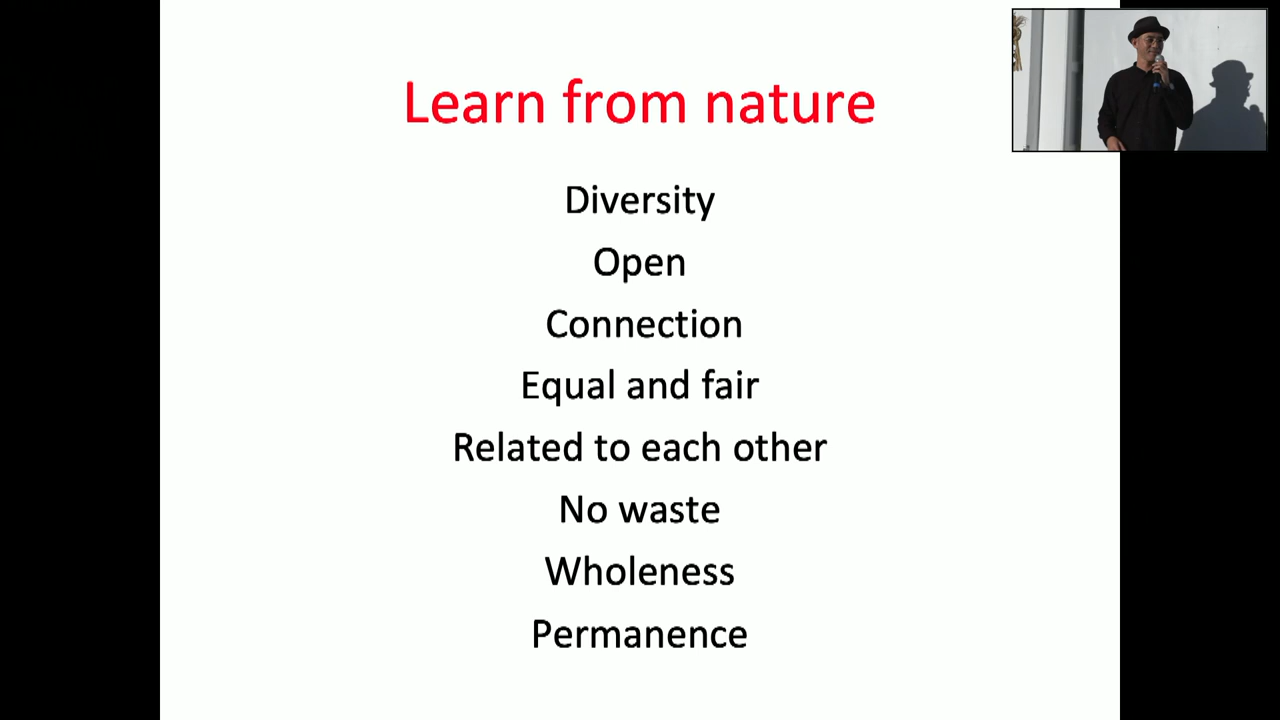 Learn from nature
Diversity
Open
Connection
Equal and fair
Related to each other
No waste
Wholeness
Permanence